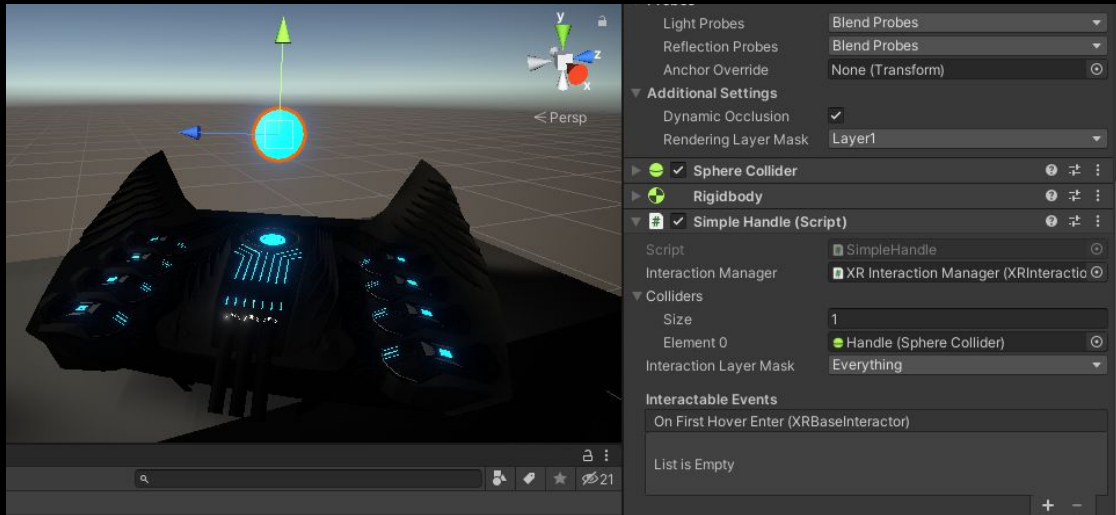 y
z
x
Persp
21
Probes
Light Probes Blend Probes
Reflection Probes Blend Probes
Anchor Override None (Transform)
Additional Settings
Dynamic Occlusion
Rendering Layer Mask Layer1
Sphere Collider
Rigidbody
# Simple Handle (Script)
Script # SimpleHandle
Interaction Manager # XR Interaction Manager (XRInteractio
Colliders
Size 1
Element 0 Handle (Sphere Collider)
Interaction Layer Mask Everything
Interactable Events
On First Hover Enter (XRBaseInteractor)
List is Empty
+ −